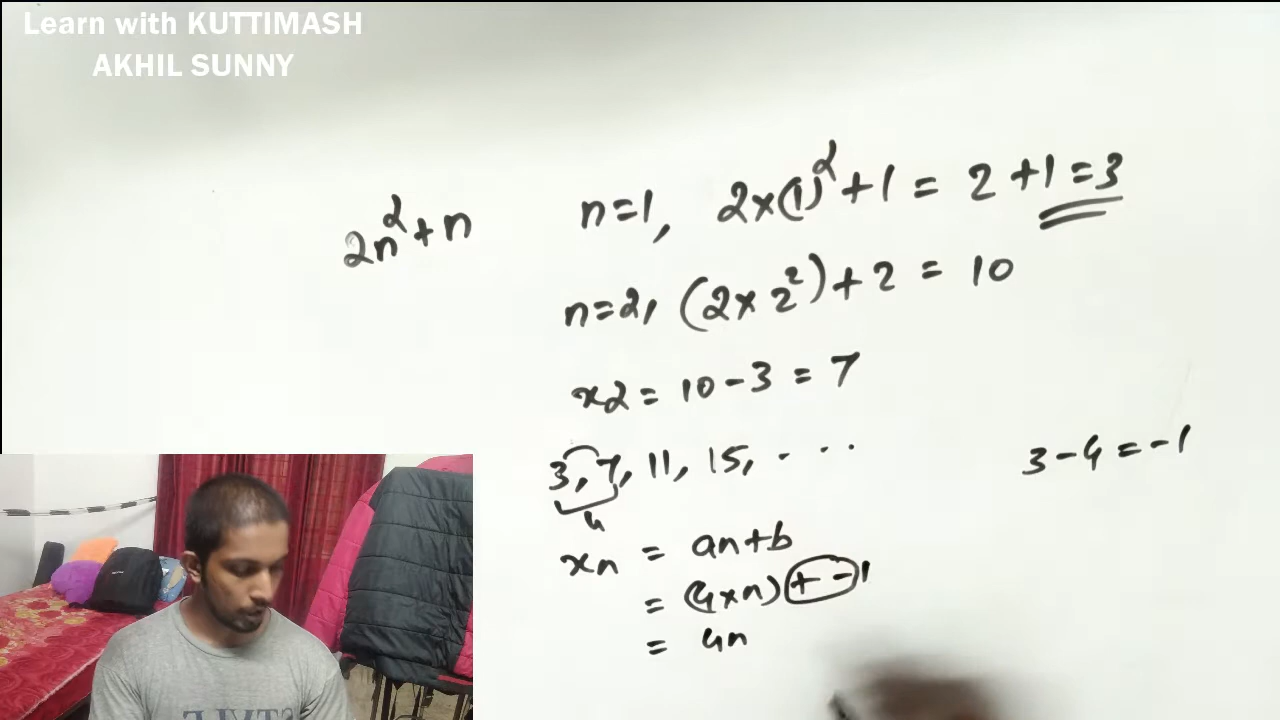 Learn with KUTTIMASH
AKHIL SUNNY
2n²+n n=1, 2×(1)²+1 = 2+1=3
n=2, (2×2²)+2 = 10
x2 = 10-3 = 7
3, 7, 11, 15, . . . .
3-4=-1
4
xn = an+b
= (4×n)+-1
= 4n